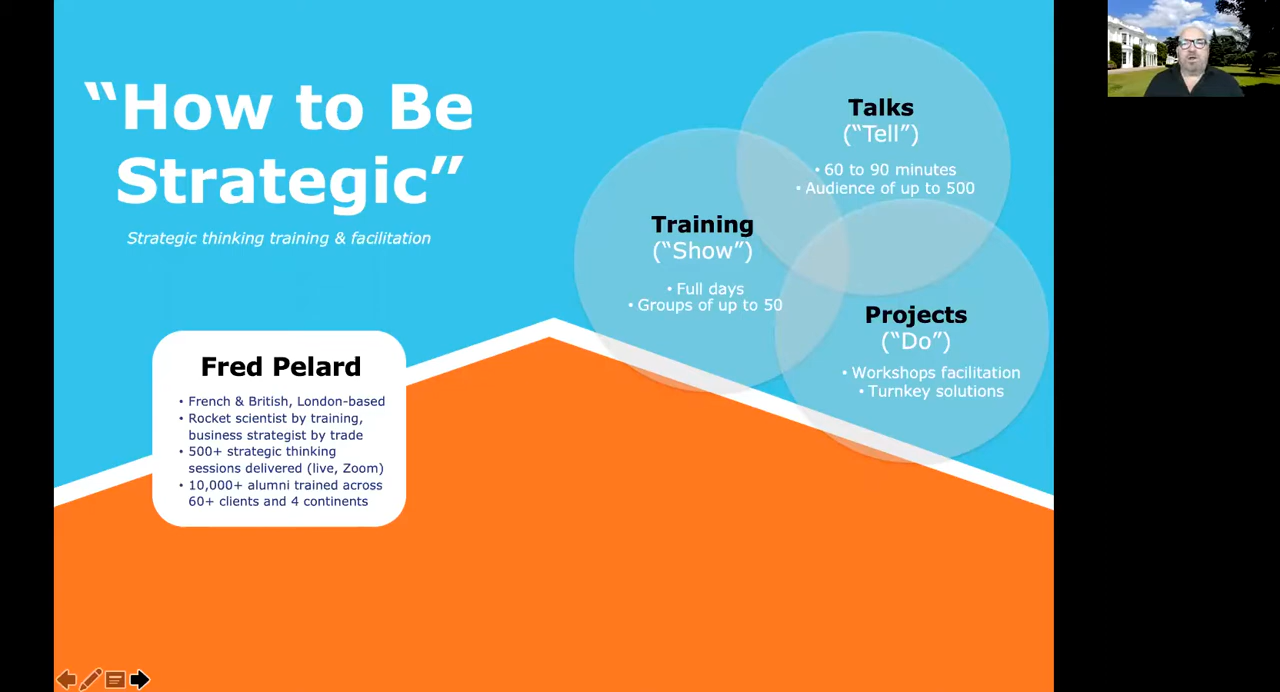 “How to Be
Strategic”
Strategic thinking training & facilitation
Talks
(“Tell”)
• 60 to 90 minutes
• Audience of up to 500
Training
(“Show”)
• Full days
• Groups of up to 50
Projects
(“Do”)
• Workshops facilitation
• Turnkey solutions
Fred Pelard
• French & British, London-based
• Rocket scientist by training,
business strategist by trade
• 500+ strategic thinking
sessions delivered (live, Zoom)
• 10,000+ alumni trained across
60+ clients and 4 continents